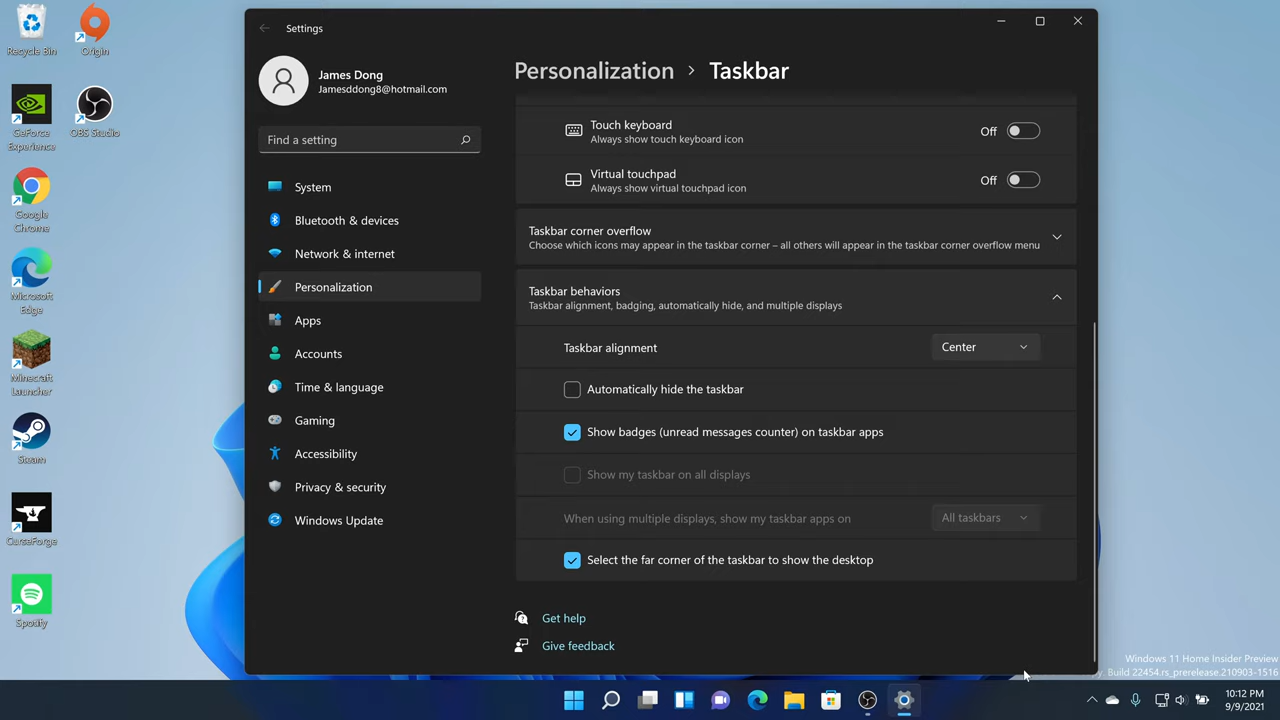 Recycle Bin
Origin
GeForce
Experience
OBS Studio
Google
Chrome
Microsoft
Edge
Minecraft
Launcher
Steam
CurseForge
Spotify
Settings
James Dong
Jamesddong8@hotmail.com
Find a setting
System
Bluetooth & devices
Network & internet
Personalization
Apps
Accounts
Time & language
Gaming
Accessibility
Privacy & security
Windows Update
Personalization > Taskbar
Touch keyboard
Always show touch keyboard icon
Off
Virtual touchpad
Always show virtual touchpad icon
Off
Taskbar corner overflow
Choose which icons may appear in the taskbar corner – all others will appear in the taskbar corner overflow menu
Taskbar behaviors
Taskbar alignment, badging, automatically hide, and multiple displays
Taskbar alignment
Center
Automatically hide the taskbar
Show badges (unread messages counter) on taskbar apps
Show my taskbar on all displays
When using multiple displays, show my taskbar apps on
All taskbars
Select the far corner of the taskbar to show the desktop
Get help
Give feedback
Windows 11 Home Insider Preview
Build 22454.rs_prerelease.210903-1516
10:12 PM
9/9/2021